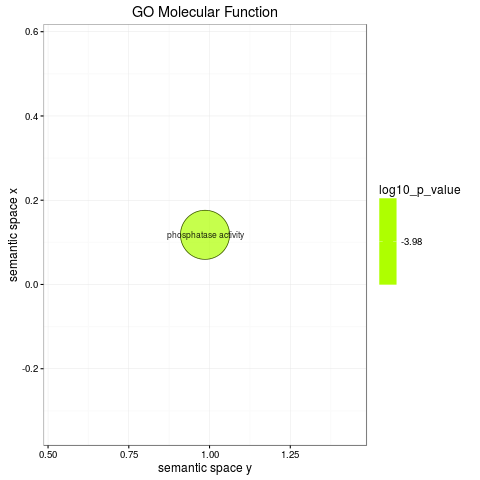 GO Molecular Function
0.6
0.4
0.2
0.0
-0.2
semantic space x
phosphatase activity
0.50
0.75
1.00
1.25
semantic space y
log10_p_value
-3.98